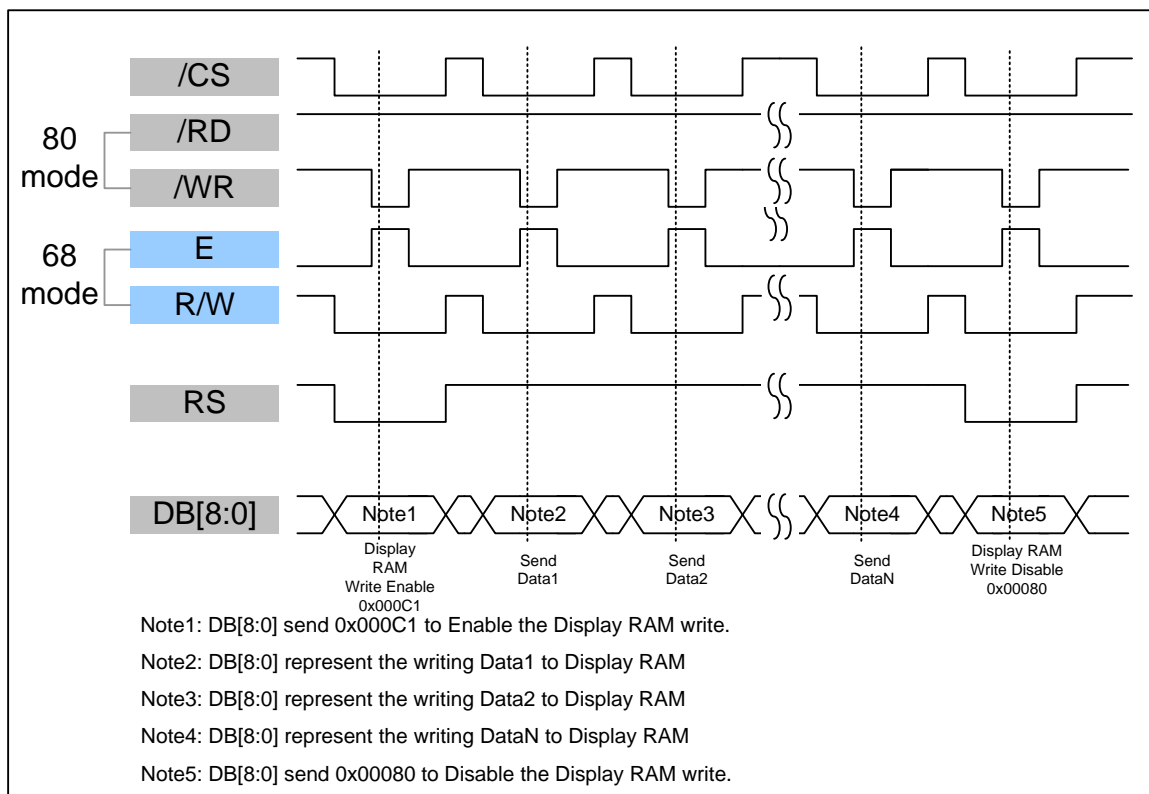 /CS
80
mode
/RD
/WR
68
mode
E
R/W
RS
DB[8:0]
Note1
Note2
Note3
Note4
Note5
Display
RAM
Write Enable
0x000C1
Send
Data1
Send
Data2
Send
DataN
Display RAM
Write Disable
0x00080
Note1: DB[8:0] send 0x000C1 to Enable the Display RAM write.
Note2: DB[8:0] represent the writing Data1 to Display RAM
Note3: DB[8:0] represent the writing Data2 to Display RAM
Note4: DB[8:0] represent the writing DataN to Display RAM
Note5: DB[8:0] send 0x00080 to Disable the Display RAM write.